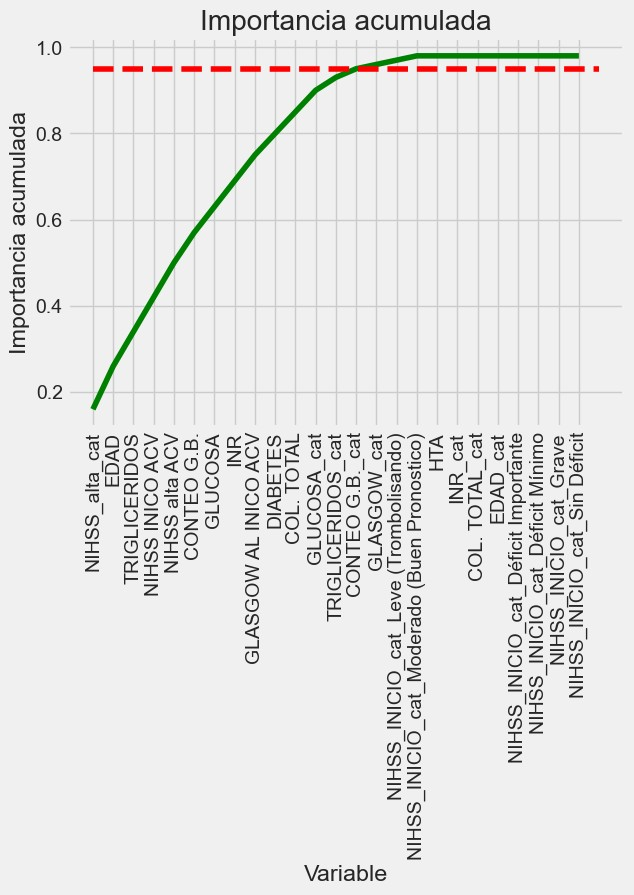 Importancia acumulada
Importancia acumulada
1.0
0.8
0.6
0.4
0.2
NIHSS_alta_cat
EDAD
TRIGLICERIDOS
NIHSS INICO ACV
NIHSS alta ACV
CONTEO G.B.
GLUCOSA
INR
GLASGOW AL INICO ACV
DIABETES
COL. TOTAL
GLUCOSA_cat
TRIGLICERIDOS_cat
CONTEO G.B._cat
GLASGOW_cat
NIHSS_INICIO_cat_Leve (Trombolisando)
NIHSS_INICIO_cat_Moderado (Buen Pronostico)
HTA
INR_cat
COL. TOTAL_cat
EDAD_cat
NIHSS_INICIO_cat_Déficit Importante
NIHSS_INICIO_cat_Déficit Mínimo
NIHSS_INICIO_cat_Grave
NIHSS_INICIO_cat_Sin Déficit
Variable